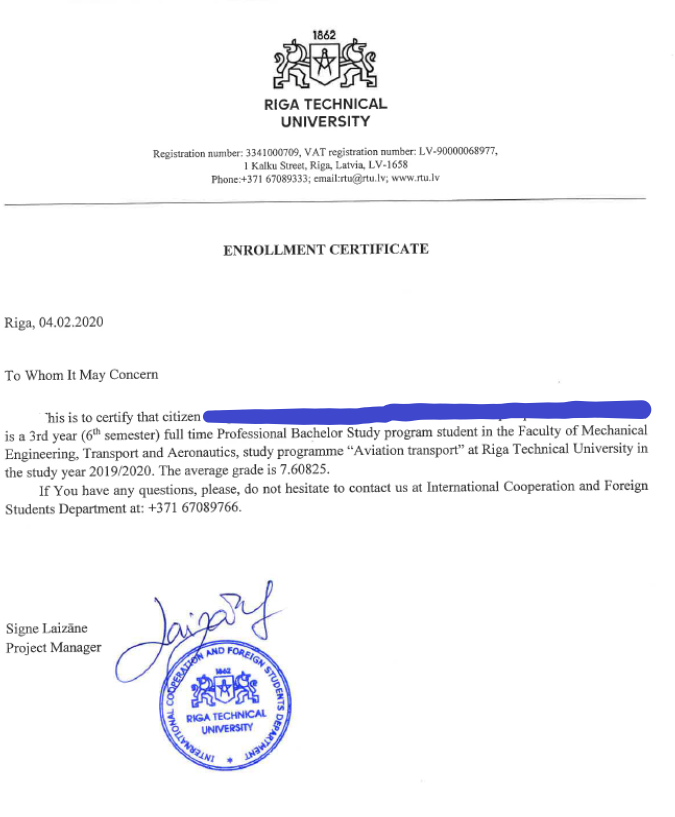 1862
RIGA TECHNICAL
UNIVERSITY
Registration number: 3341000709, VAT registration number: LV-90000068977,
1 Kalku Street, Riga, Latvia, LV-1658
Phone:+371 67089333; email:rtu@rtu.lv; www.rtu.lv
ENROLLMENT CERTIFICATE
Riga, 04.02.2020
To Whom It May Concern
his is to certify that citizen
is a 3rd year (6th semester) full time Professional Bachelor Study program student in the Faculty of Mechanical
Engineering, Transport and Aeronautics, study programme “Aviation transport” at Riga Technical University in
the study year 2019/2020. The average grade is 7.60825.
If You have any questions, please, do not hesitate to contact us at International Cooperation and Foreign
Students Department at: +371 67089766.
Signe Laizāne
Project Manager
INTERNATIONAL COOPERATION AND FOREIGN STUDENTS DEPARTMENT
1862
RIGA TECHNICAL
UNIVERSITY